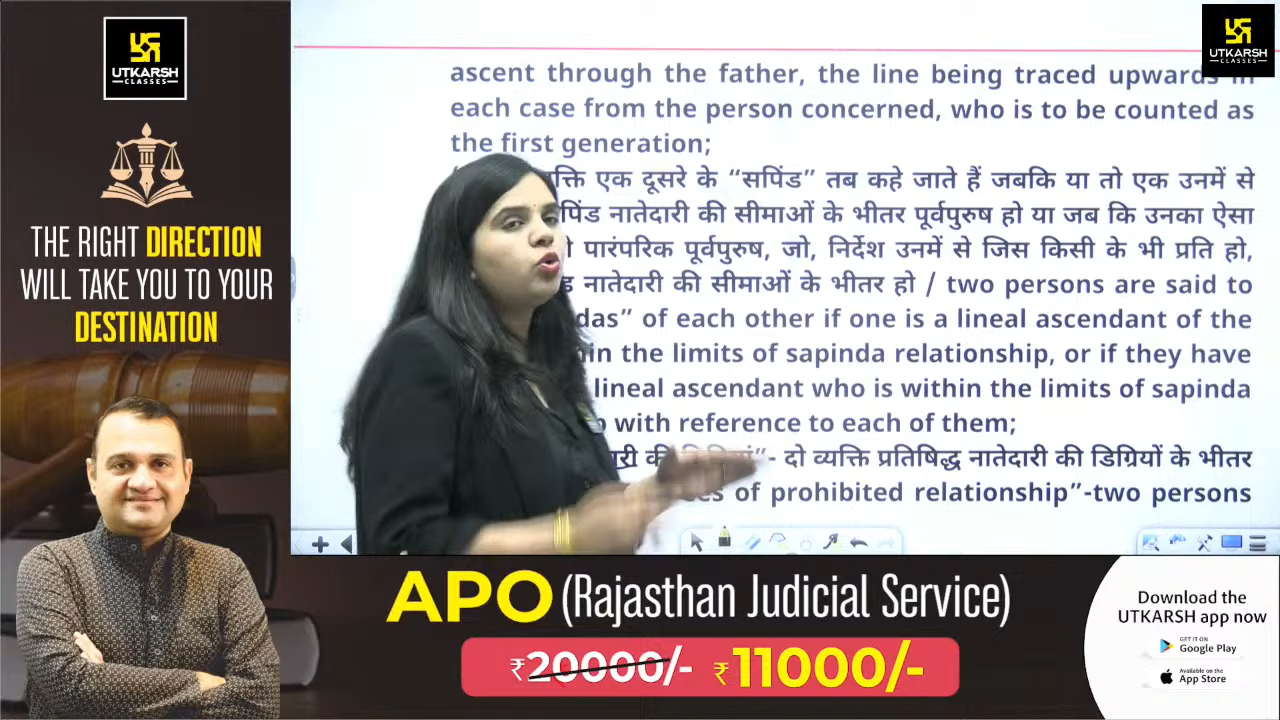 UTKARSH
CLASSES
THE RIGHT DIRECTION
WILL TAKE YOU TO YOUR
DESTINATION
UTKARSH
CLASSES
ascent through the father, the line being traced upwards in
each case from the person concerned, who is to be counted as
the first generation;
एक दूसरे के “सपिंड” तब कहे जाते हैं जबकि या तो एक उनमें से
नातेदारी की सीमाओं के भीतर पूर्वपुरुष हो या जब कि उनका ऐसा
पारंपरिक पूर्वपुरुष, जो, निर्देश उनमें से जिस किसी के भी प्रति हो,
नातेदारी की सीमाओं के भीतर हो / two persons are said to
of each other if one is a lineal ascendant of the
the limits of sapinda relationship, or if they have
lineal ascendant who is within the limits of sapinda
with reference to each of them;
की - दो व्यक्ति प्रतिषिद्ध नातेदारी की डिग्रियों के भीतर
of prohibited relationship”-two persons
APO (Rajasthan Judicial Service)
₹20000/- ₹11000/-
Download the
UTKARSH app now
GET IT ON
Google Play
Available on the
App Store